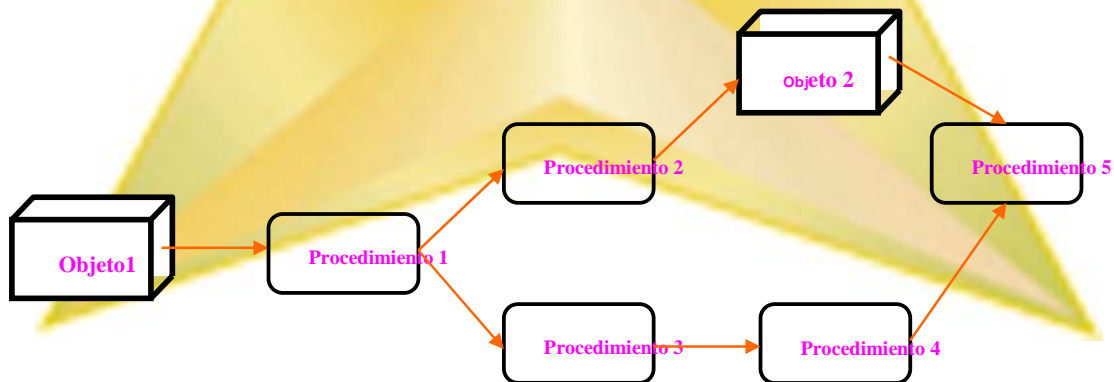 Objeto 2
Procedimiento 2
Procedimiento 5
Objeto1
Procedimiento 1
Procedimiento 3
Procedimiento 4